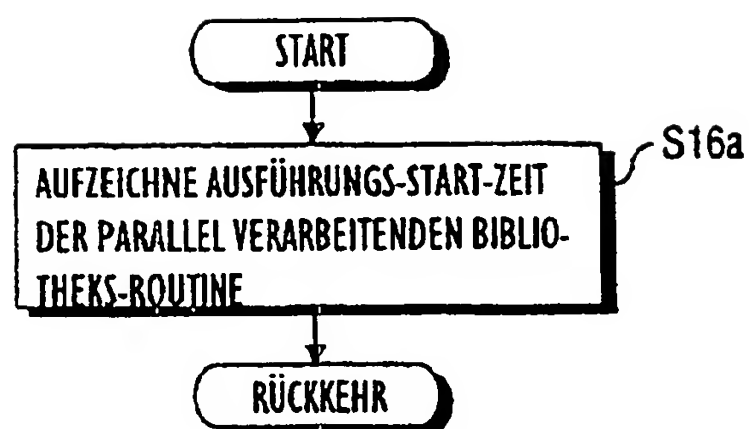 START
S16a
AUFZEICHNE AUSFÜHRUNGS-START-ZEIT
DER PARALLEL VERARBEITENDEN BIBLIO-
THEKS-ROUTINE
RÜCKKEHR